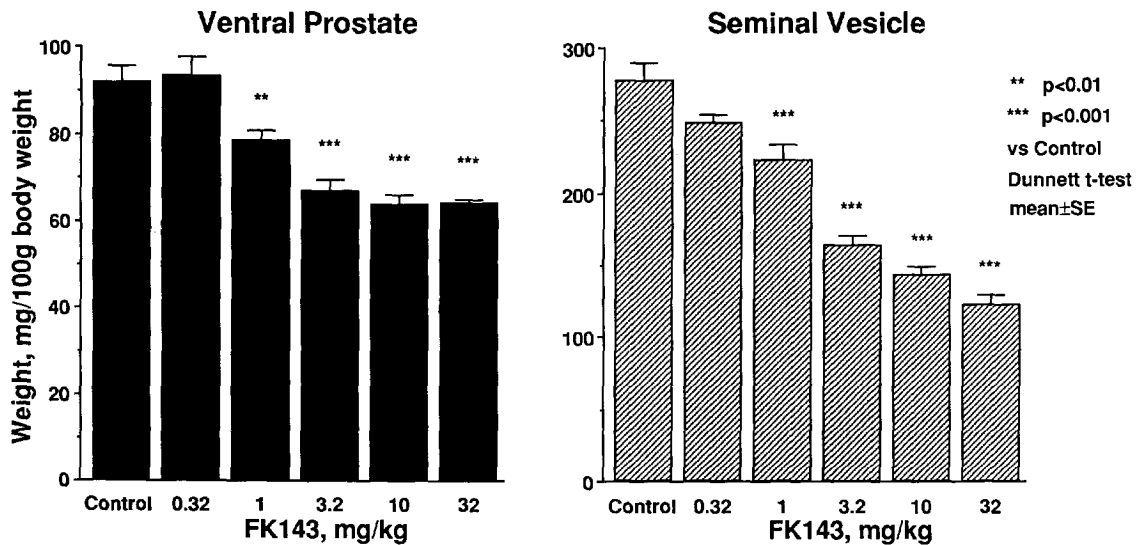 Ventral Prostate
Weight, mg/100g body weight
100
80
60
40
20
0
**
***
***
***
Control 0.32 1 3.2 10 32
FK143, mg/kg
Seminal Vesicle
300
200
100
0
***
***
***
***
Control 0.32 1 3.2 10 32
FK143, mg/kg
** p<0.01
*** p<0.001
vs Control
Dunnett t-test
mean±SE